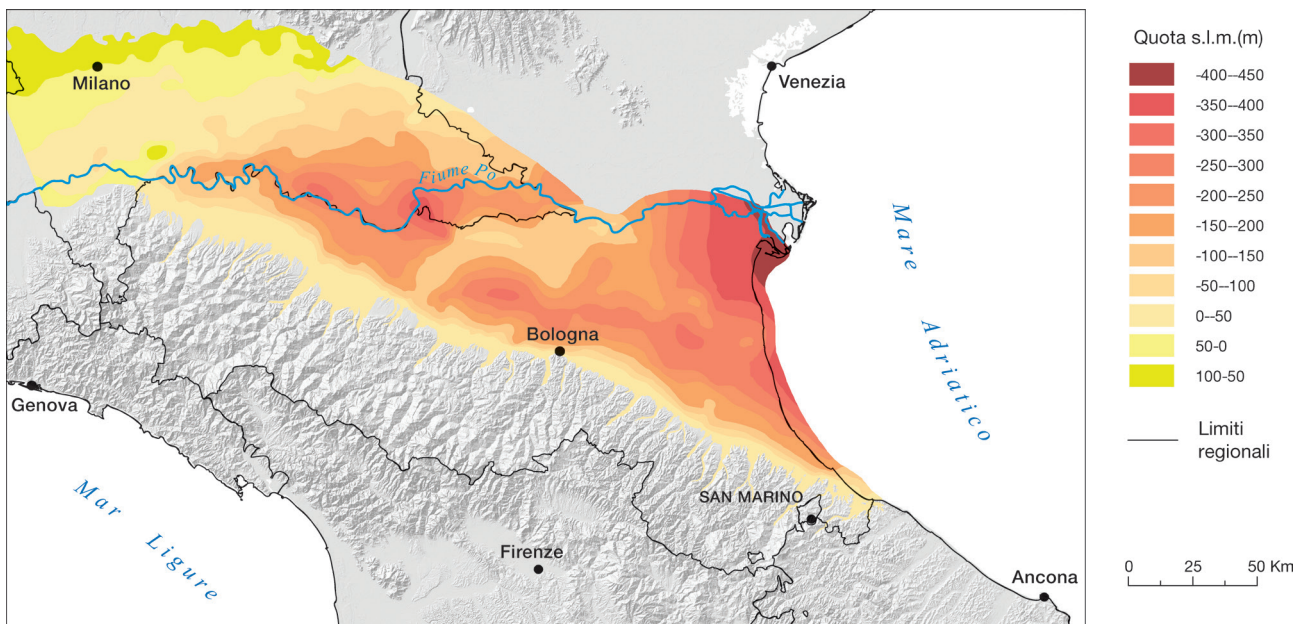 Milano
Venezia
Fiume Po
Mare
Adriatico
Bologna
Genova
Mar
Ligure
SAN MARINO
Firenze
Ancona
Quota s.l.m.(m)
-400--450
-350--400
-300--350
-250--300
-200--250
-150--200
-100--150
-50--100
0--50
50-0
100-50
Limiti
regionali
0 25 50 Km